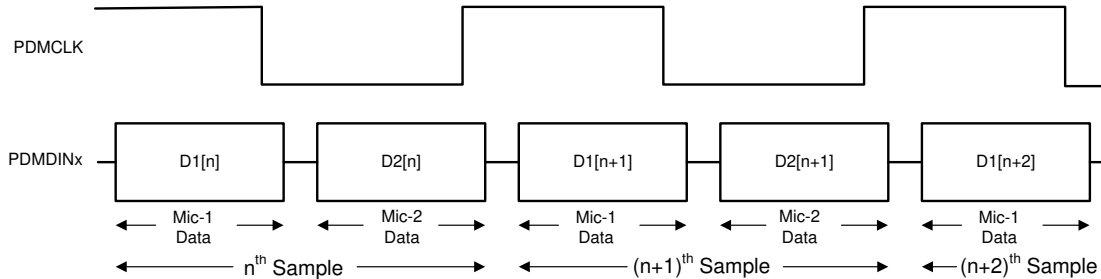 PDMCLK
PDMDINx
D1[n]
D2[n]
D1[n+1]
D2[n+1]
D1[n+2]
Mic-1
Data
Mic-2
Data
Mic-1
Data
Mic-2
Data
Mic-1
Data
nth Sample
(n+1)th Sample
(n+2)th Sample